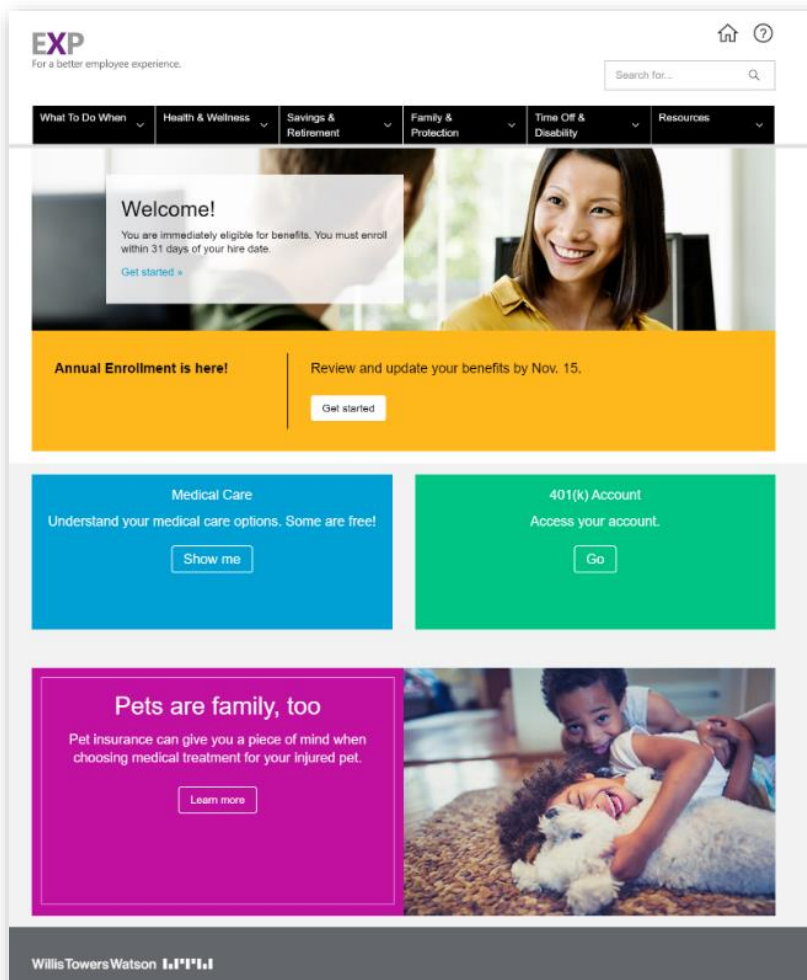 EXP
For a better employee experience.
Search for...
What To Do When
Health & Wellness
Savings &
Retirement
Family &
Protection
Time Off &
Disability
Resources
Welcome!
You are immediately eligible for benefits. You must enroll
within 31 days of your hire date.
Get started »
Annual Enrollment is here!
Review and update your benefits by Nov. 15.
Get started
Medical Care
Understand your medical care options. Some are free!
Show me
401(k) Account
Access your account.
Go
Pets are family, too
Pet insurance can give you a piece of mind when
choosing medical treatment for your injured pet.
Learn more
WillisTowersWatson